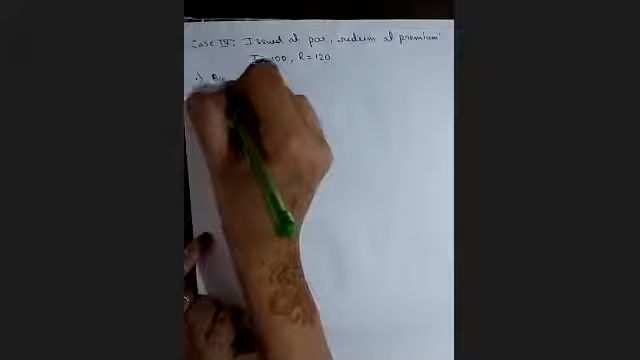 Case IV: Issued at par, redeem at premium
I = 100, R = 120